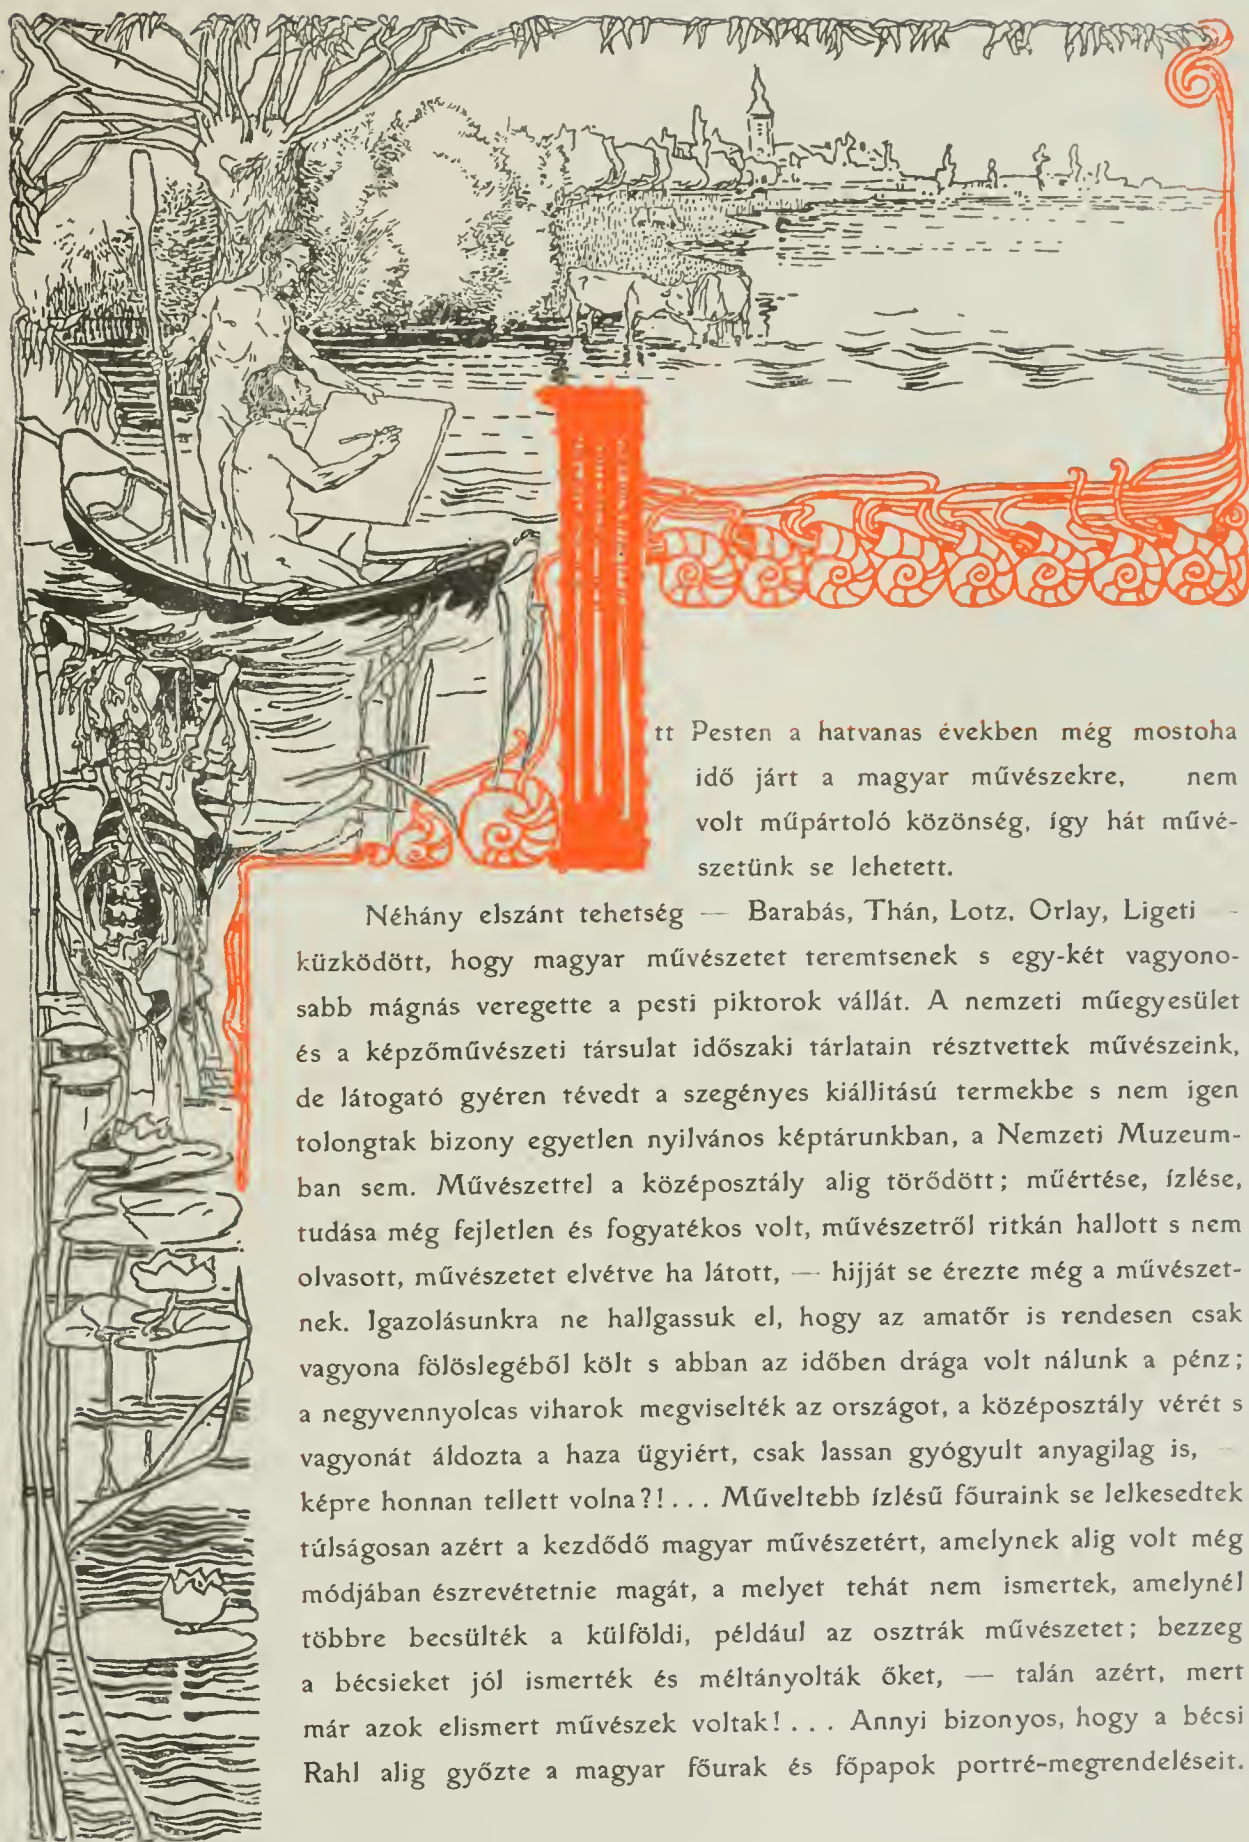 Itt Pesten a hatvanas években még mostoha
idő járt a magyar művészekre, nem
volt műpártoló közönség, így hát művé-
szetünk se lehetett.
Néhány elszánt tehetség — Barabás, Thán, Lotz, Orlay, Ligeti —
küzködött, hogy magyar művészetet teremtsenek s egy-két vagyono-
sabb mágnás veregette a pesti piktorok vállát. A nemzeti műegyesület
és a képzőművészeti társulat időszaki tárlatain résztvettek művészeink,
de látogató gyéren tévedt a szegényes kiállitású termekbe s nem igen
tolongtak bizony egyetlen nyilvános képtárunkban, a Nemzeti Muzeum-
ban sem. Művészettel a középosztály alig törődött; műértése, ízlése,
tudása még fejletlen és fogyatékos volt, művészetről ritkán hallott s nem
olvasott, művészetet elvétve ha látott, — hijját se érezte még a művészet-
nek. Igazolásunkra ne hallgassuk el, hogy az amatőr is rendesen csak
vagyona fölöslegéből költ s abban az időben drága volt nálunk a pénz;
a negyvennyolcas viharok megviselték az országot, a középosztály vérét s
vagyonát áldozta a haza ügyiért, csak lassan gyógyult anyagilag is, —
képre honnan tellett volna?!... Műveltebb ízlésű főuraink se lelkesedtek
túlságosan azért a kezdődő magyar művészetért, amelynek alig volt még
módjában észrevétetnie magát, a melyet tehát nem ismertek, amelynél
többre becsülték a külföldi, például az osztrák művészetet; bezzeg
a bécsieket jól ismerték és méltányolták őket, — talán azért, mert
már azok elismert művészek voltak!... Annyi bizonyos, hogy a bécsi
Rahl alig győzte a magyar főurak és főpapok portré-megrendeléseit.